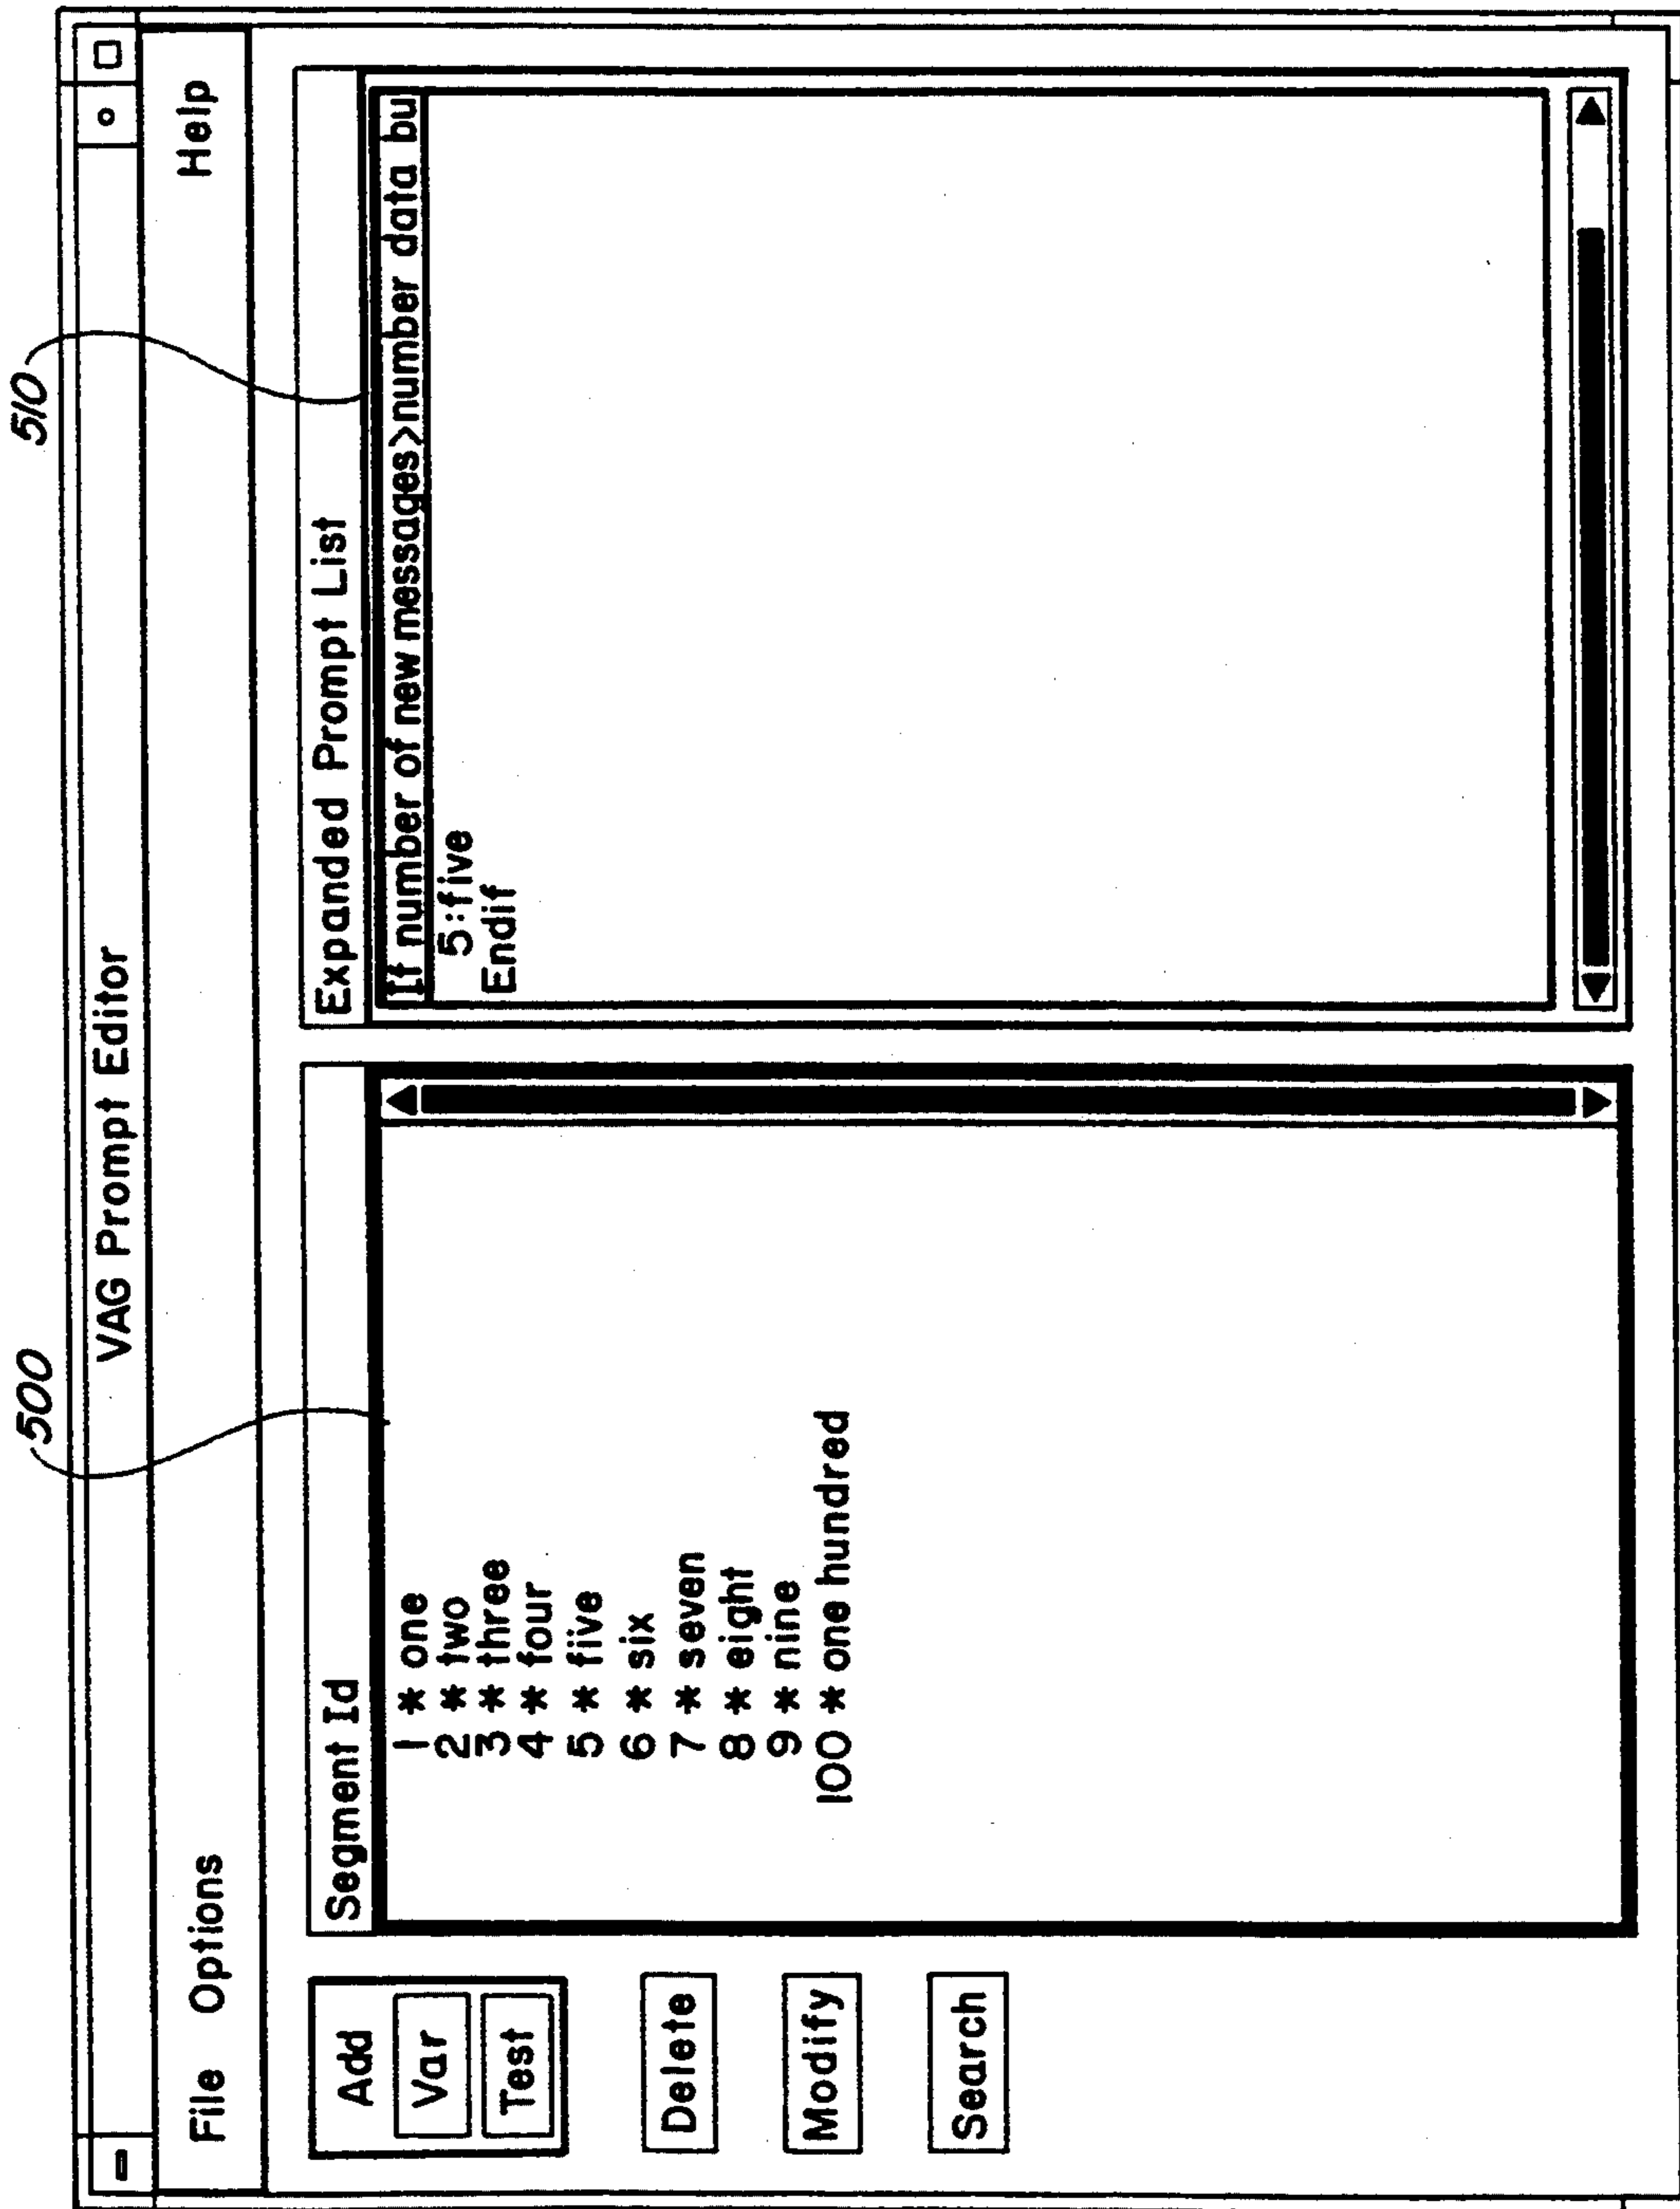 500
510
VAG Prompt Editor
File Options Help
Add
Var
Test
Delete
Modify
Search
Segment Id
1 * one
2 * two
3 * three
4 * four
5 * five
6 * six
7 * seven
8 * eight
9 * nine
100 * one hundred
Expanded Prompt List
If number of new messages>number data bu
5:five
Endif